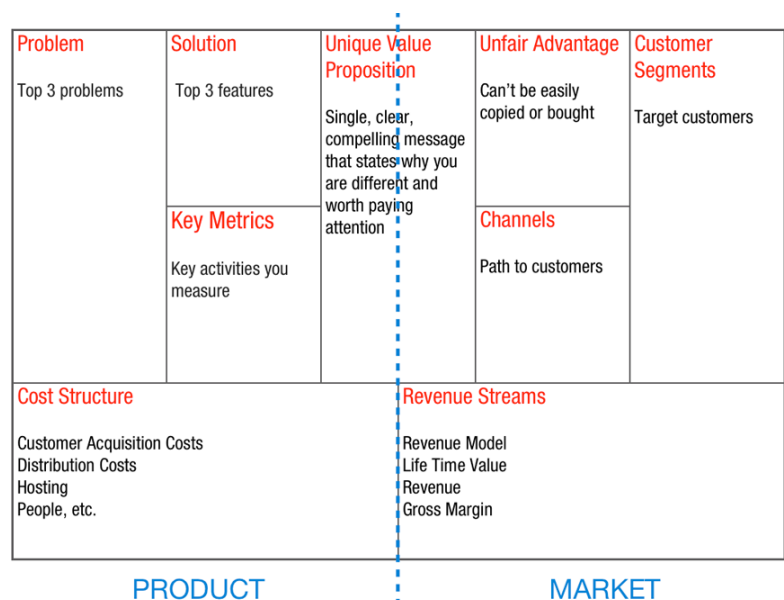 Problem
Top 3 problems
Solution
Top 3 features
Key Metrics
Key activities you
measure
Unique Value
Proposition
Single, clear,
compelling message
that states why you
are different and
worth paying
attention
Unfair Advantage
Can't be easily
copied or bought
Channels
Path to customers
Customer
Segments
Target customers
Cost Structure
Customer Acquisition Costs
Distribution Costs
Hosting
People, etc.
Revenue Streams
Revenue Model
Life Time Value
Revenue
Gross Margin
PRODUCT
MARKET